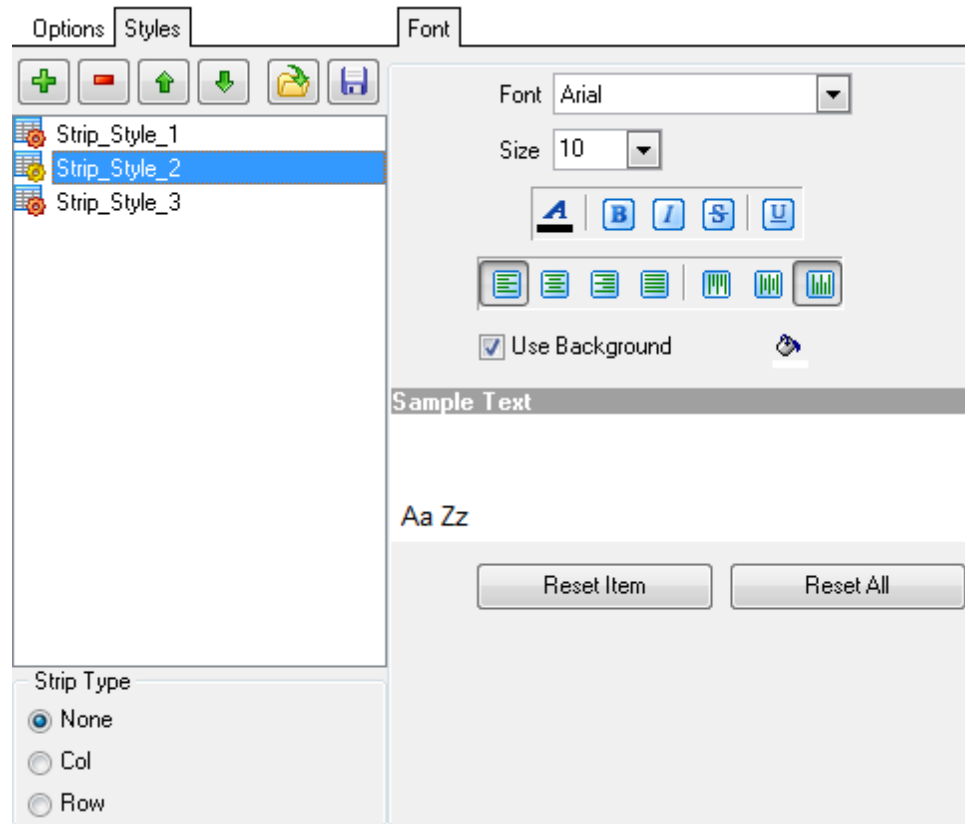 Options Styles Font
Font Arial
Strip_Style_1
Size 10
Strip_Style_2
Strip_Style_3
A B I S U
Use Background
Sample Text
Aa Zz
Reset Item Reset All
Strip Type
None
Col
Row